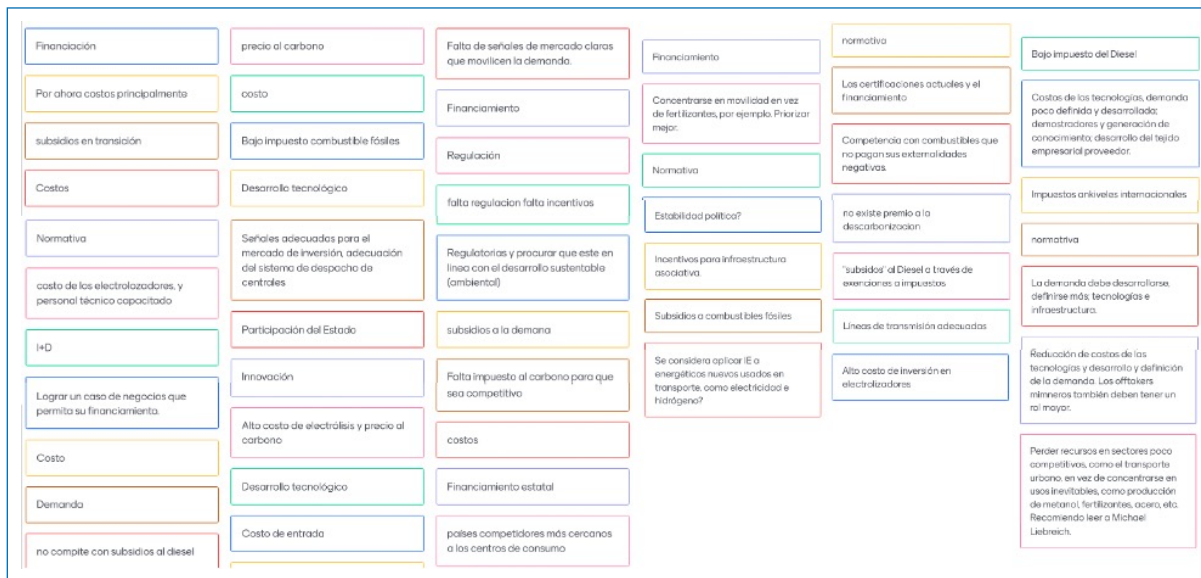 Financiación
Por ahora costos principalmente
subsidios en transición
Costos
Normativa
costo de los electrolozadores, y
personal técnico capacitado
I+D
Lograr un caso de negocios que
permita su financiamiento.
Costo
Demanda
no compite con subsidios al diesel
precio al carbono
costo
Bajo impuesto combustible fósiles
Desarrollo tecnológico
Señales adecuadas para el
mercado de inversión, adecuación
del sistema de despacho de
centrales
Participación del Estado
Innovación
Alto costo de electrólisis y precio al
carbono
Desarrollo tecnológico
Costo de entrada
Falta de señales de mercado claras
que movilicen la demanda.
Financiamiento
Regulación
falta regulacion falta incentivos
Regulatorias y procurar que este en
linea con el desarrollo sustentable
(ambiental)
subsidios a la demana
Falta impuesto al carbono para que
sea competitivo
costos
Financiamiento estatal
países competidores más cercanos
a los centros de consumo
Financiamiento
Concentrarse en movilidad en vez
de fertilizantes, por ejemplo. Priorizar
mejor.
Normativa
Estabilidad política?
Incentivos para infraestructura
asociativa.
Subsidios a combustibles fósiles
Se considera aplicar IE a
energéticos nuevos usados en
transporte, como electricidad e
hidrógeno?
normativa
Las certificaciones actuales y el
financiamiento
Competencia con combustibles que
no pagan sus externalidades
negativas.
no existe premio a la
descarbonizacion
"subsidos" al Diesel a través de
exenciones a impuestos
Líneas de transmisión adecuadas
Alto costo de inversión en
electrolizadores
Bajo impuesto del Diesel
Costos de las tecnologías, demanda
poco definida y desarrollada;
demostradores y generación de
conocimiento; desarrollo del tejido
empresarial proveedor.
Impuestos ankiveles internacionales
normatriva
La demanda debe desarrollarse,
definirse más; tecnologías e
infraestructura.
Reducción de costos de las
tecnologías y desarrollo y definición
de la demanda. Los offtakers
mimneros también deben tener un
rol mayor.
Perder recursos en sectores poco
competitivos, como el transporte
urbano, en vez de concentrarse en
usos inevitables, como producción
de metanol, fertilizantes, acero, etc.
Recomiendo leer a Michael
Liebreich.